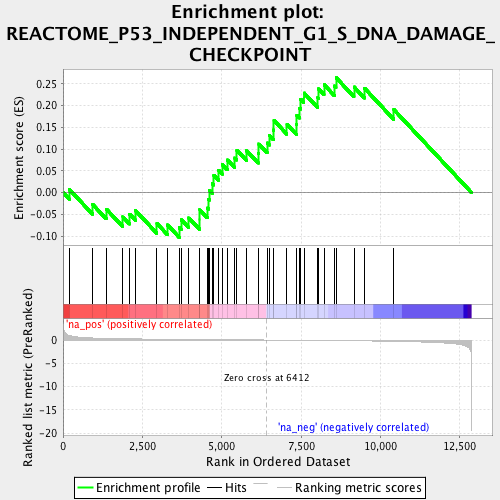 Enrichment plot:
REACTOME_P53_INDEPENDENT_G1_S_DNA_DAMAGE_
CHECKPOINT
Enrichment score (ES)
0.25
0.20
0.15
0.10
0.05
0.00
-0.05
-0.10
'na_pos' (positively correlated)
Ranked list metric (PreRanked)
0
-5
-10
-15
-20
Zero cross at 6412
'na_neg' (negatively correlated)
0
2,500
5,000
7,500
10,000
12,500
Rank in Ordered Dataset
Enrichment profile
Hits
Ranking metric scores